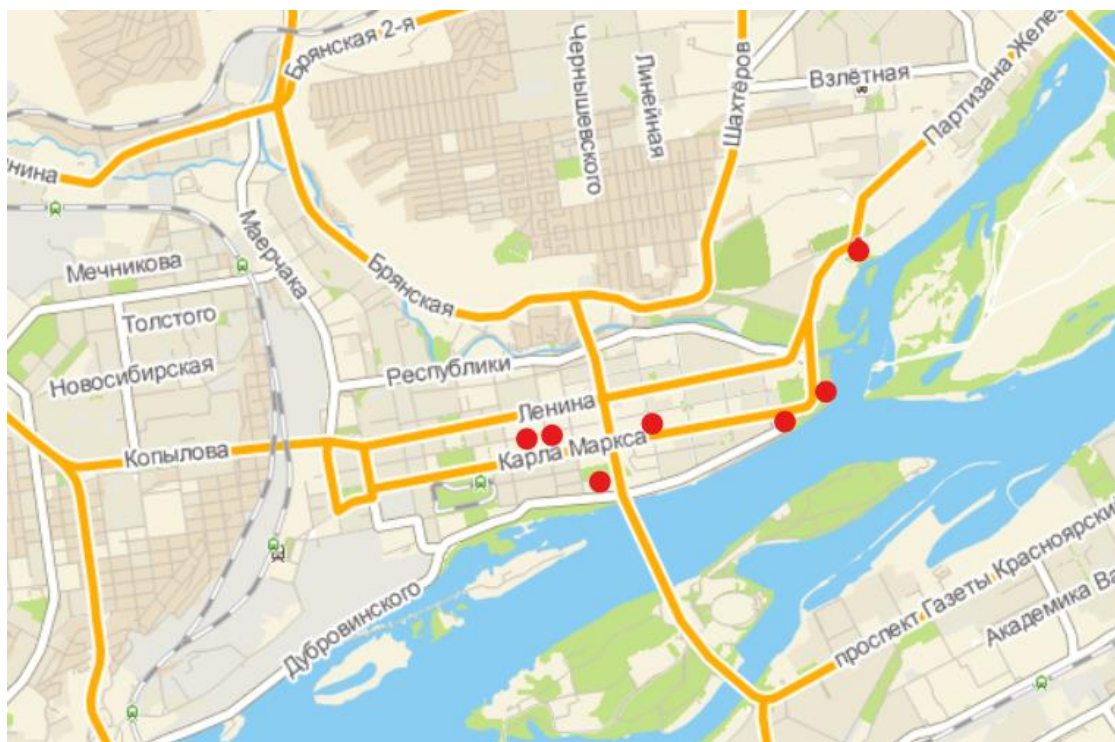 Брянская 2-я
Чернышевского
Линейная
Шахтёров
Взлётная
Партизана Желез
нина
Маерчака
Мечникова
Брянская
Толстого
Республики
Новосибирская
Ленина
Копылова
Карла Маркса
Дубровинского
проспект Газеты Красноярский
Академика Ва